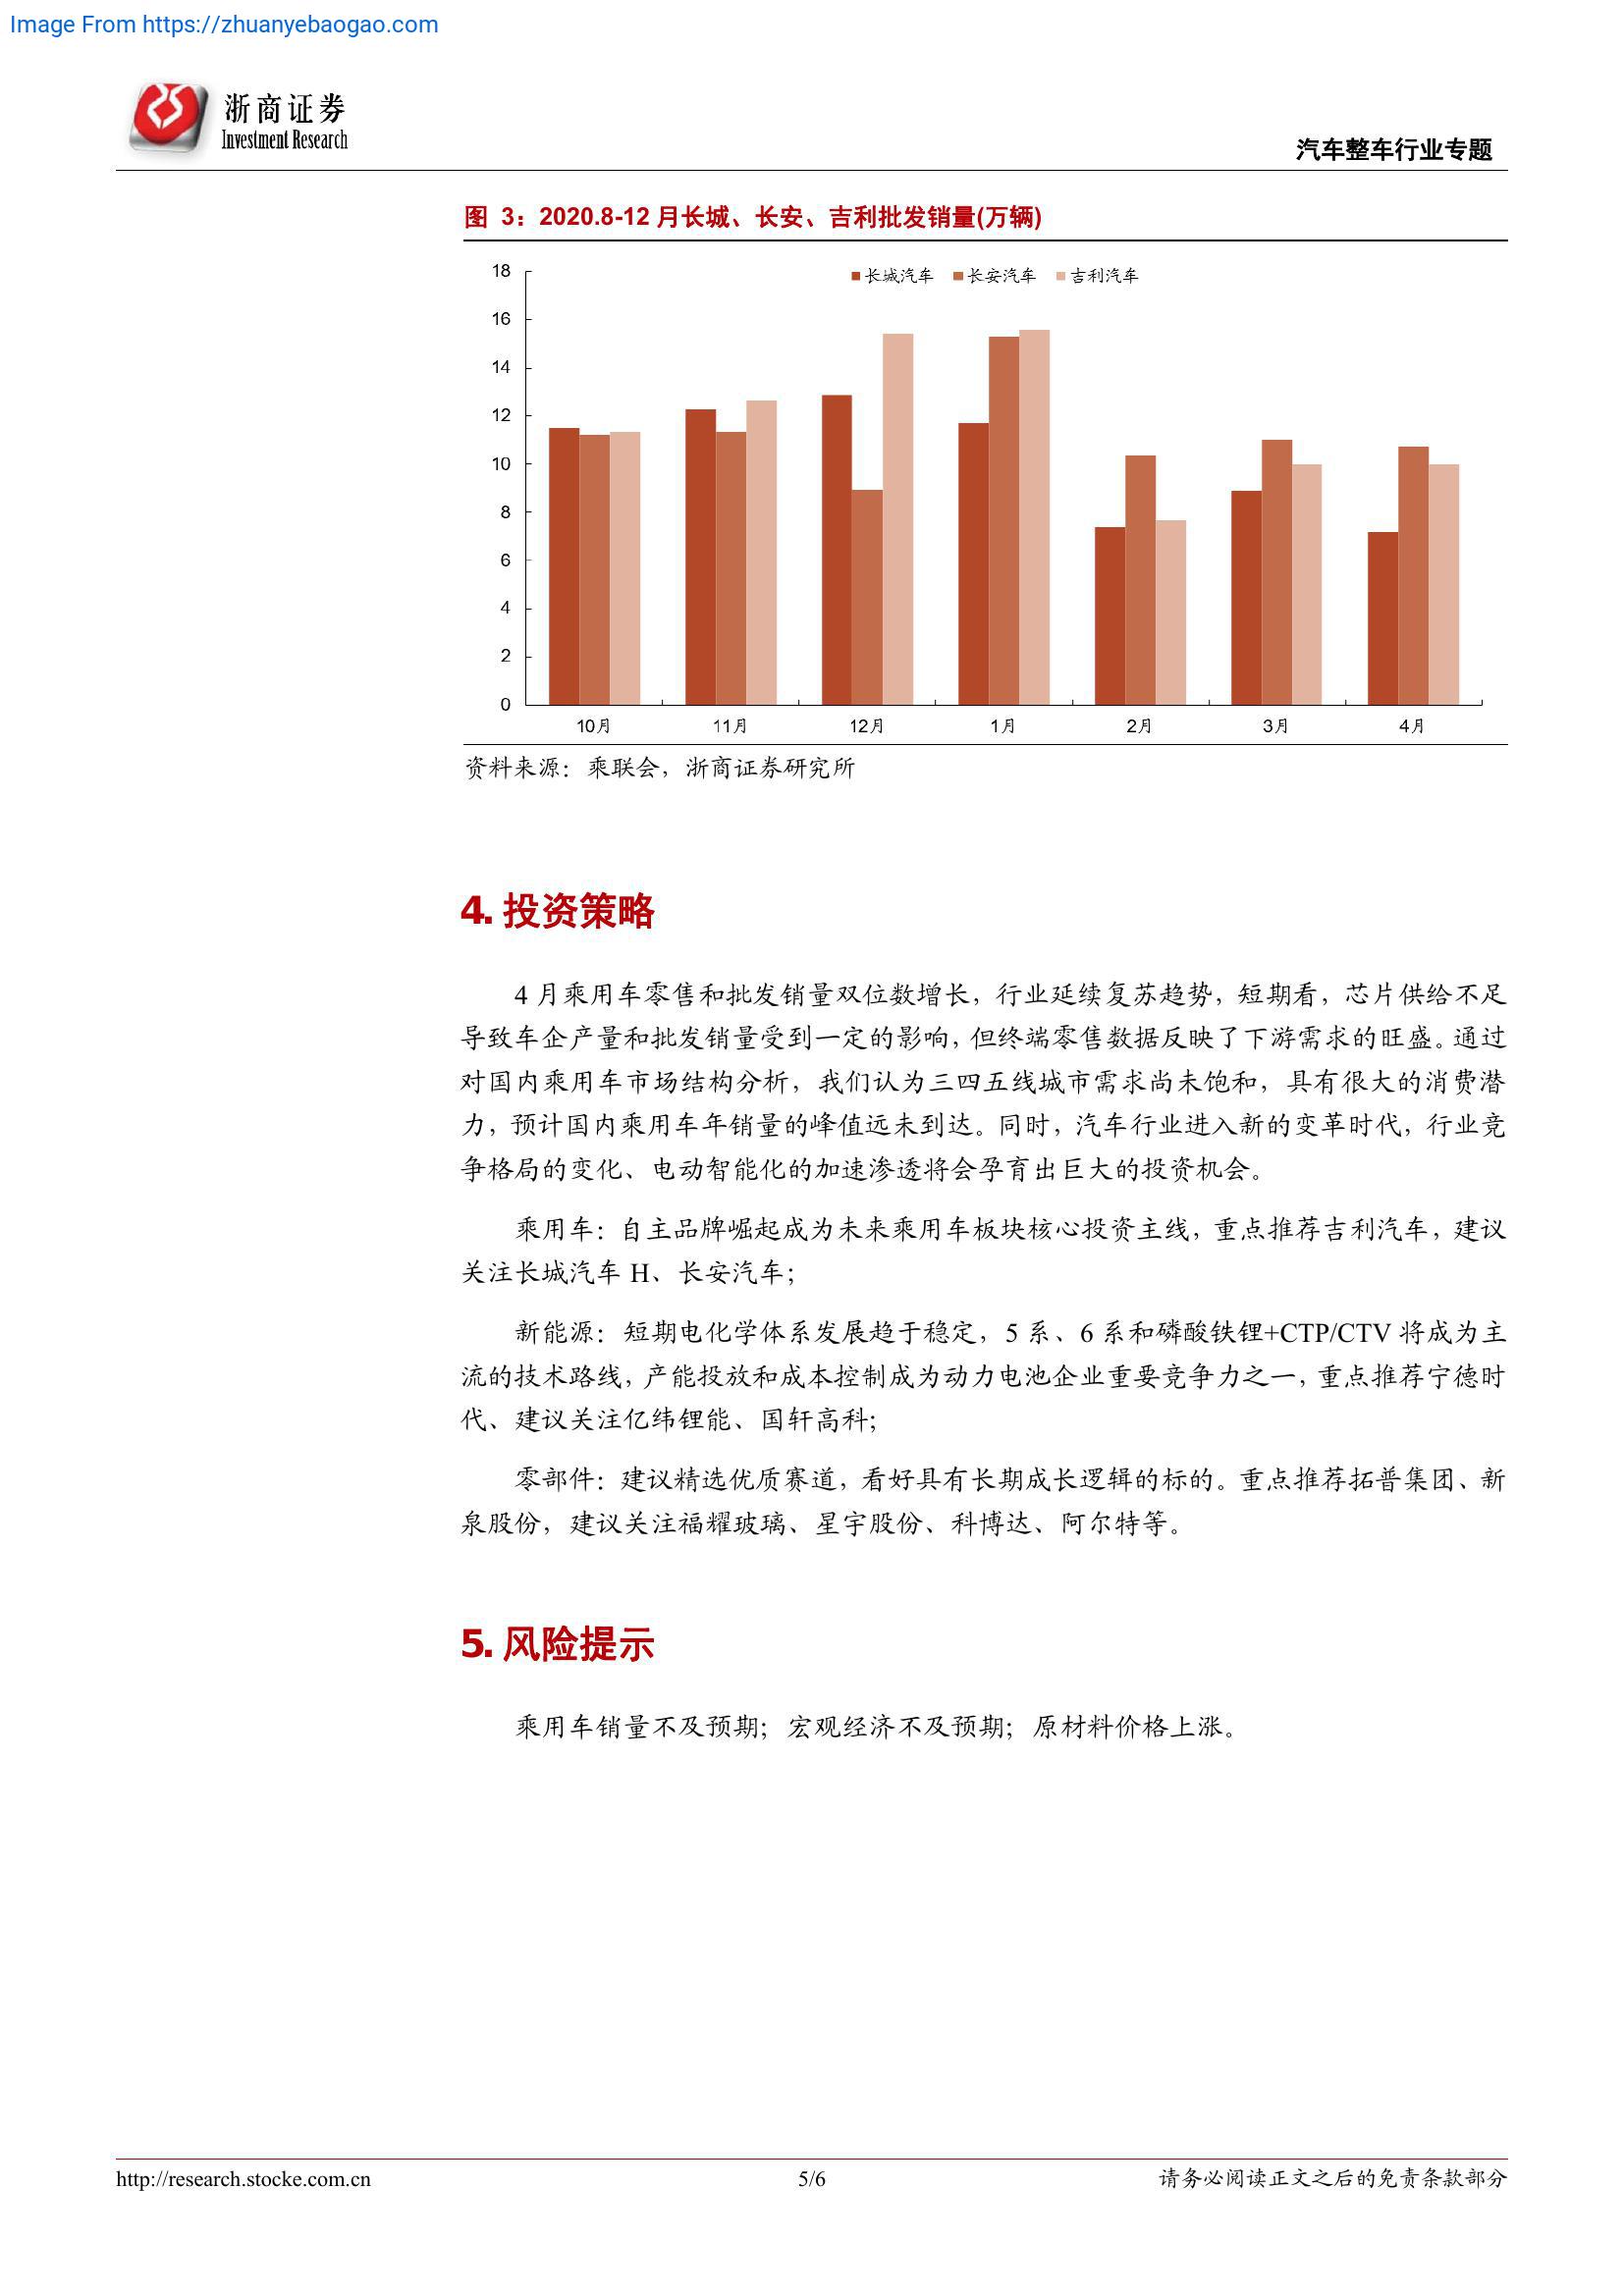 Image From https://zhuanyebaogao.com
浙商证券
Investment Research
汽车整车行业专题
图 3：2020.8-12 月长城、长安、吉利批发销量(万辆)
长城汽车 长安汽车 吉利汽车
18
16
14
12
10
8
6
4
2
0
10月 11月 12月 1月 2月 3月 4月
资料来源：乘联会，浙商证券研究所
4. 投资策略
4 月乘用车零售和批发销量双位数增长，行业延续复苏趋势，短期看，芯片供给不足
导致车企产量和批发销量受到一定的影响，但终端零售数据反映了下游需求的旺盛。通过
对国内乘用车市场结构分析，我们认为三四五线城市需求尚未饱和，具有很大的消费潜
力，预计国内乘用车年销量的峰值远未到达。同时，汽车行业进入新的变革时代，行业竞
争格局的变化、电动智能化的加速渗透将会孕育出巨大的投资机会。
乘用车：自主品牌崛起成为未来乘用车板块核心投资主线，重点推荐吉利汽车，建议
关注长城汽车 H、长安汽车；
新能源：短期电化学体系发展趋于稳定，5 系、6 系和磷酸铁锂+CTP/CTV 将成为主
流的技术路线，产能投放和成本控制成为动力电池企业重要竞争力之一，重点推荐宁德时
代、建议关注亿纬锂能、国轩高科；
零部件：建议精选优质赛道，看好具有长期成长逻辑的标的。重点推荐拓普集团、新
泉股份，建议关注福耀玻璃、星宇股份、科博达、阿尔特等。
5. 风险提示
乘用车销量不及预期；宏观经济不及预期；原材料价格上涨。
http://research.stocke.com.cn 5/6 请务必阅读正文之后的免责条款部分